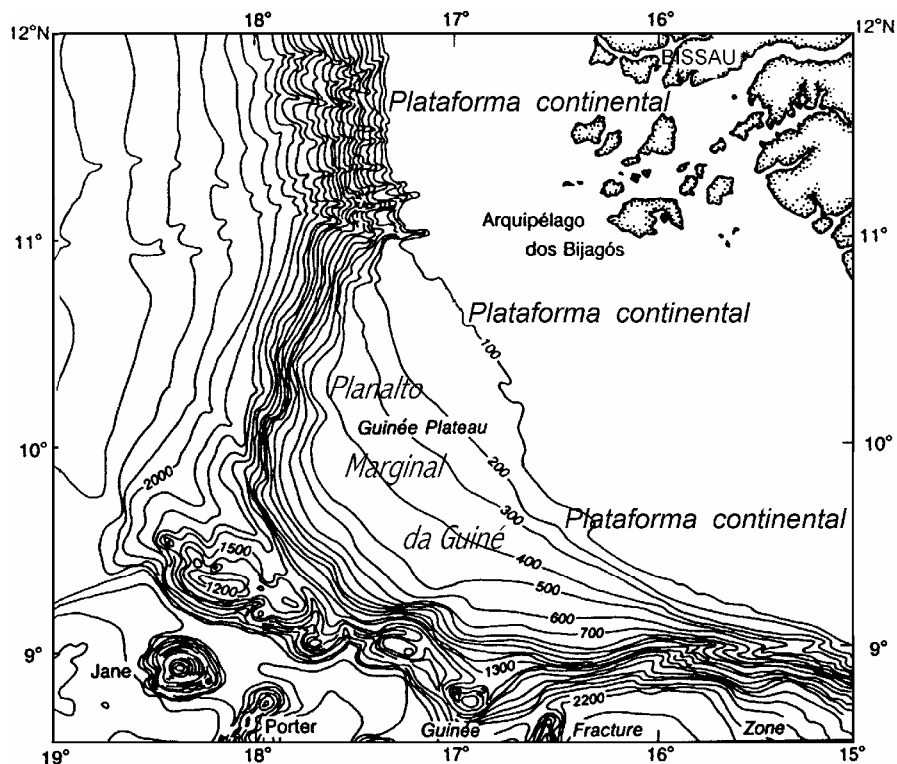 18° 17° 16°
12°N 12°N
BISSAU
Plataforma continental
Arquipélago
dos Bijagós
11° 11°
Plataforma continental
100
Planalto
Guinée Plateau
Marginal
10° 10°
200
2000
300
Plataforma continental
da Guiné
1500
400
1200
500
600
700
9° 9°
Jane
1300
2200
Porter
Guinée Fracture Zone
19° 18° 17° 16° 15°